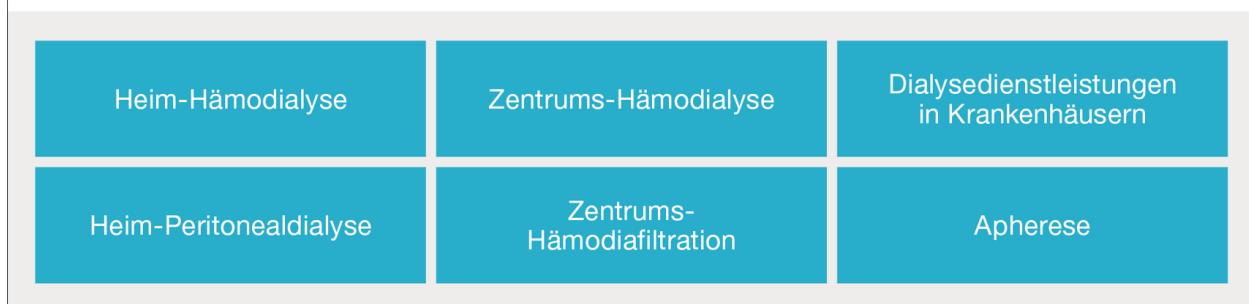 Heim-Hämodialyse
Zentrums-Hämodialyse
Dialysedienstleistungen
in Krankenhäusern
Heim-Peritonealdialyse
Zentrums-
Hämodiafiltration
Apherese